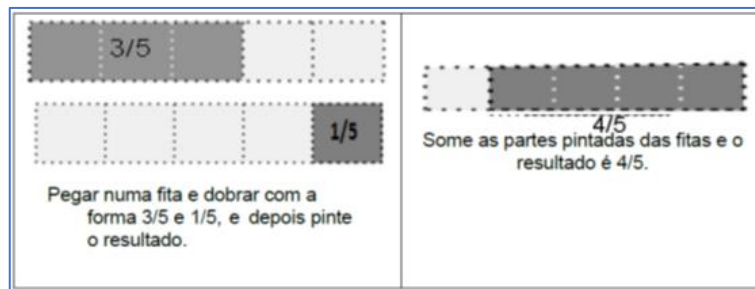 3/5
1/5
Pegar numa fita e dobrar com a
forma 3/5 e 1/5, e depois pinte
o resultado.
4/5
Some as partes pintadas das fitas e o
resultado é 4/5.